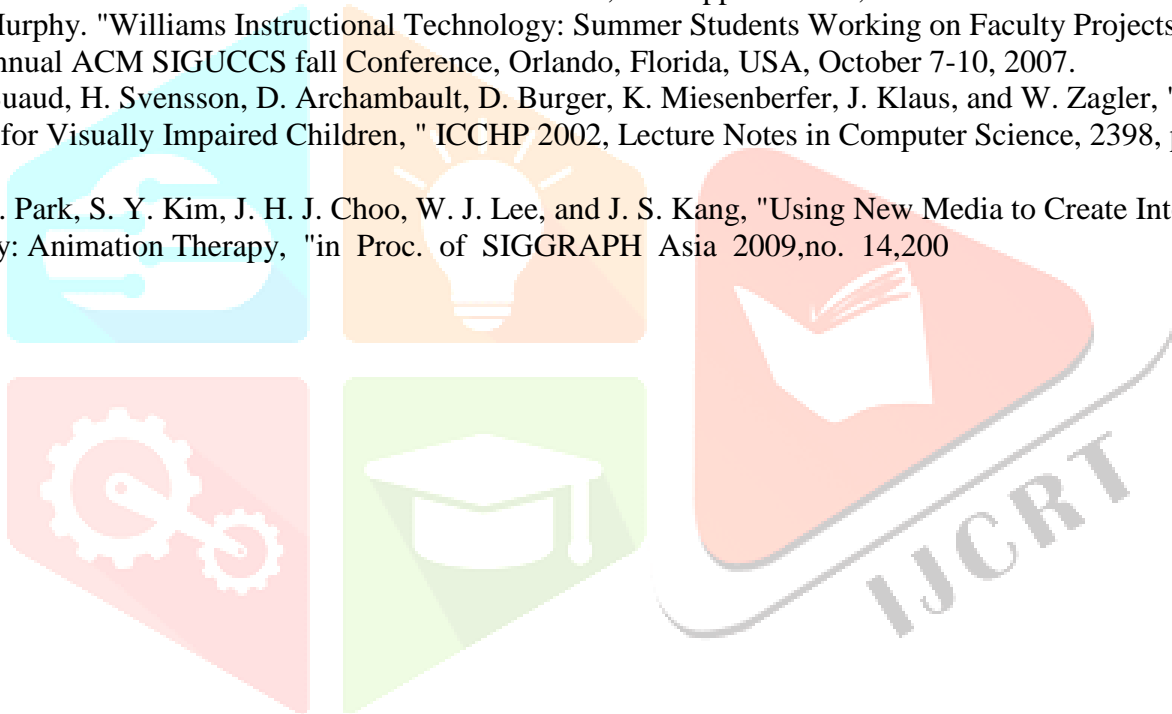 Murphy. "Williams Instructional Technology: Summer Students Working on Faculty Projects
nnual ACM SIGUCCS fall Conference, Orlando, Florida, USA, October 7-10, 2007.
uaud, H. Svensson, D. Archambault, D. Burger, K. Miesenberfer, J. Klaus, and W. Zagler, "
for Visually Impaired Children, " ICCHP 2002, Lecture Notes in Computer Science, 2398, p
. Park, S. Y. Kim, J. H. J. Choo, W. J. Lee, and J. S. Kang, "Using New Media to Create Int
y: Animation Therapy, "in Proc. of SIGGRAPH Asia 2009,no. 14,200
IJCRT